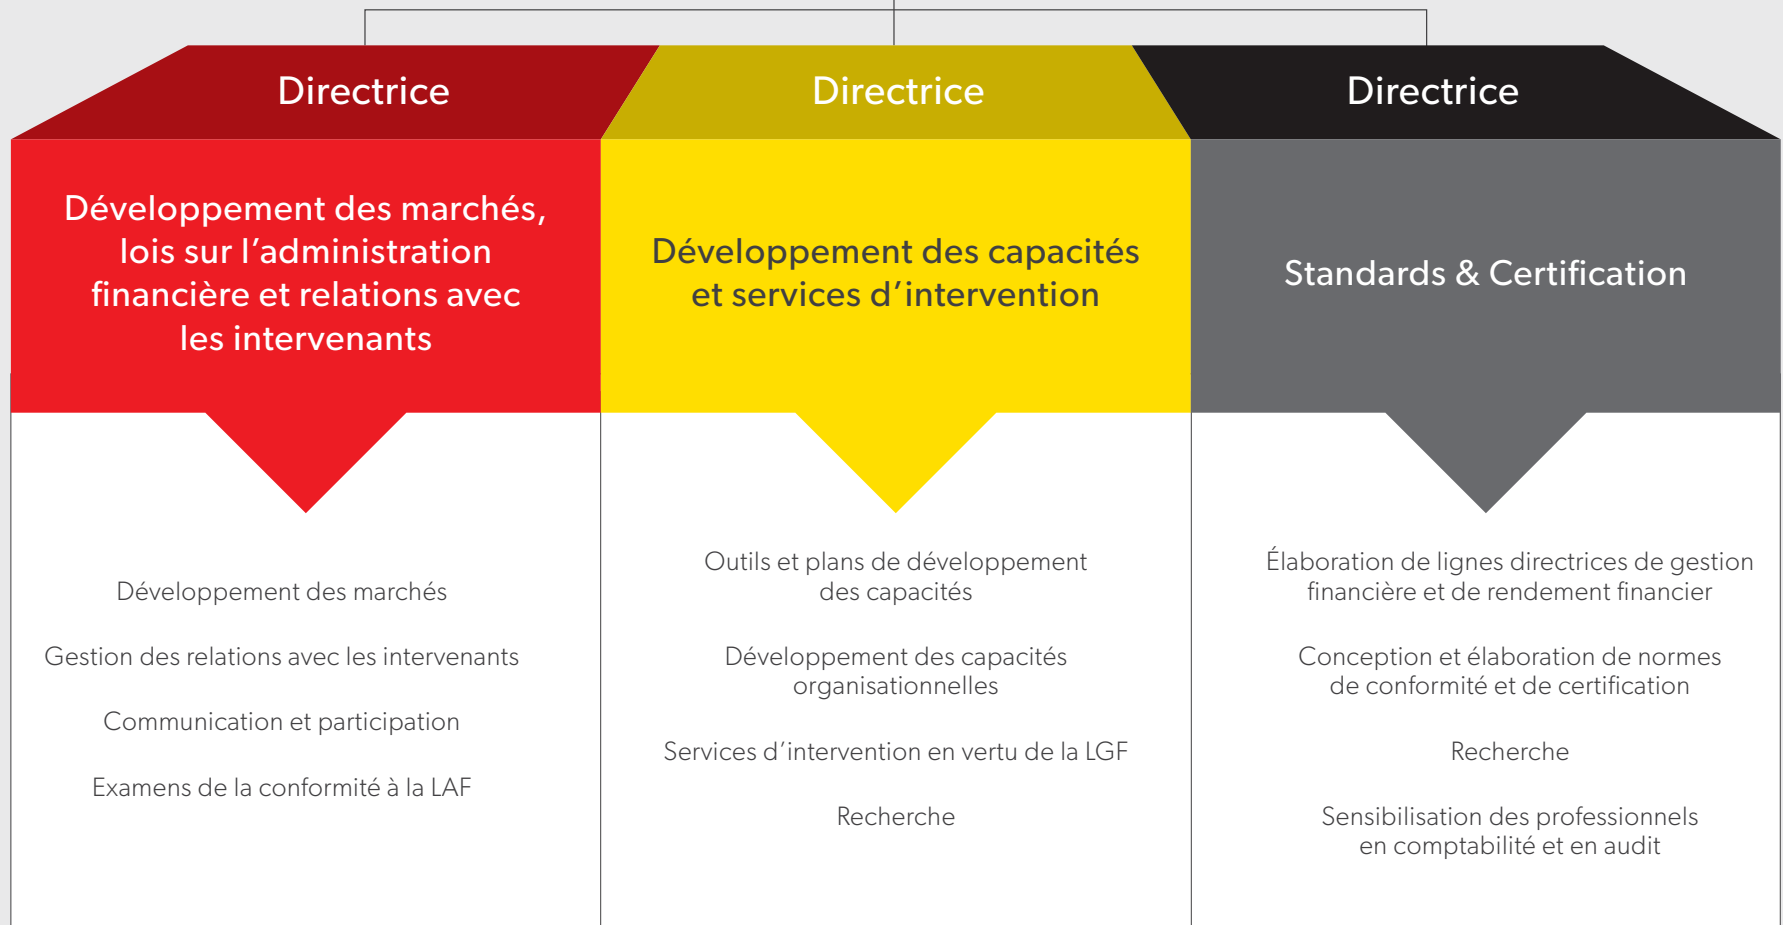 Directrice
Développement des marchés,
lois sur l’administration
financière et relations avec
les intervenants
Développement des marchés
Gestion des relations avec les intervenants
Communication et participation
Examens de la conformité à la LAF
Directrice
Développement des capacités
et services d’intervention
Outils et plans de développement
des capacités
Développement des capacités
organisationnelles
Services d’intervention en vertu de la LGF
Recherche
Directrice
Standards & Certification
Élaboration de lignes directrices de gestion
financière et de rendement financier
Conception et élaboration de normes
de conformité et de certification
Recherche
Sensibilisation des professionnels
en comptabilité et en audit